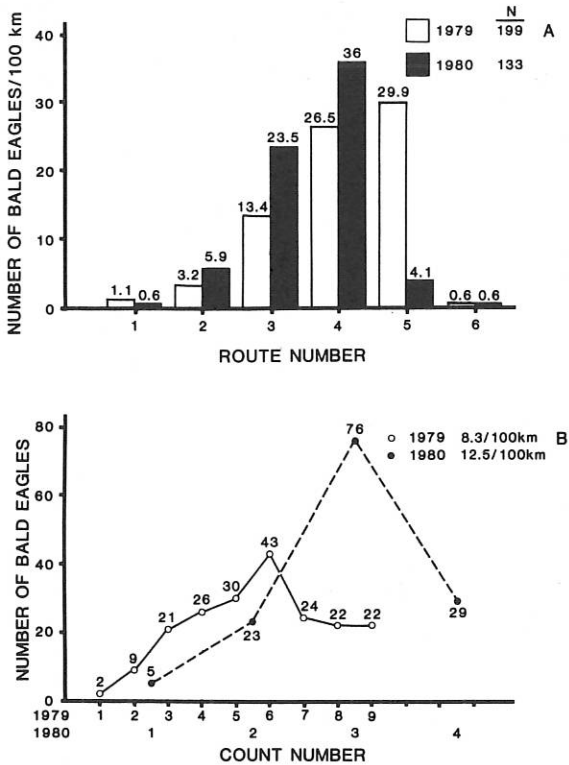 N
1979 199 A
1980 133
NUMBER OF BALD EAGLES/100 km
40
30
20
10
0
1.1 0.6
3.2 5.9
13.4 23.5
26.5 36
29.9 4.1
0.6 0.6
1 2 3 4 5 6
ROUTE NUMBER
1979 8.3/100km B
1980 12.5/100km
NUMBER OF BALD EAGLES
80
60
40
20
0
2 9 21 26 30 43 24 22 22
5 23 76 29
1979 1 2 3 4 5 6 7 8 9
1980 1 2 3 4
COUNT NUMBER